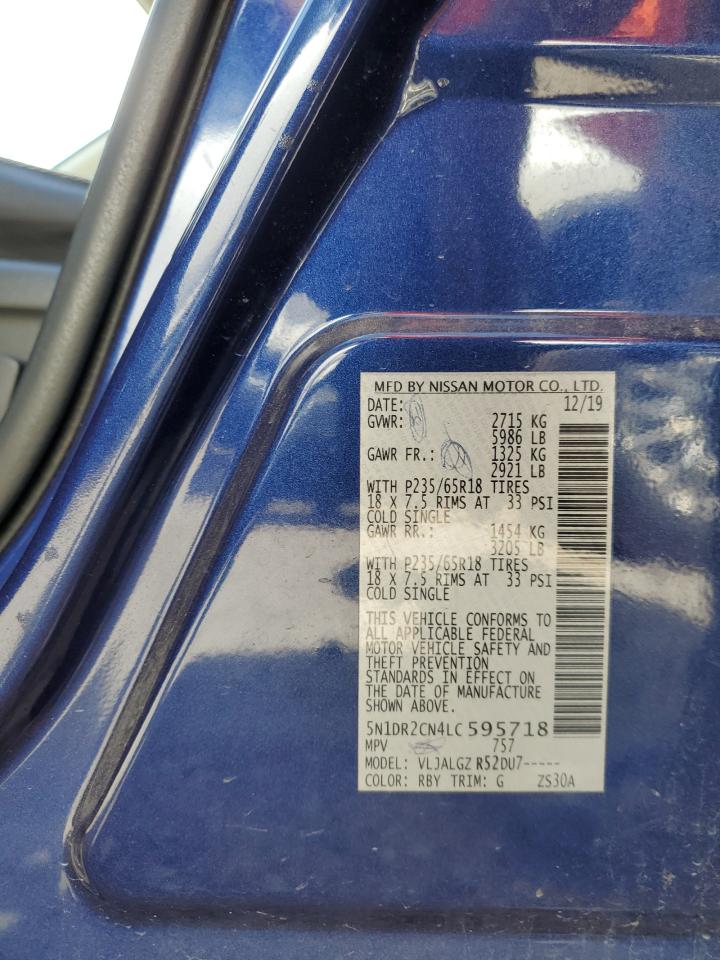 MFD BY NISSAN MOTOR CO., LTD.
DATE: 12/19
GVWR: 2715 KG
5986 LB
GAWR FR.: 1325 KG
2921 LB
WITH P235/65R18 TIRES
18 X 7.5 RIMS AT 33 PSI
COLD SINGLE
GAWR RR.: 1454 KG
3205 LB
WITH P235/65R18 TIRES
18 X 7.5 RIMS AT 33 PSI
COLD SINGLE
THIS VEHICLE CONFORMS TO
ALL APPLICABLE FEDERAL
MOTOR VEHICLE SAFETY AND
THEFT PREVENTION
STANDARDS IN EFFECT ON
THE DATE OF MANUFACTURE
SHOWN ABOVE.
5N1DR2CN4LC595718
MPV 757
MODEL: VLJALGZ R52DU7-----
COLOR: RBY TRIM: G ZS30A